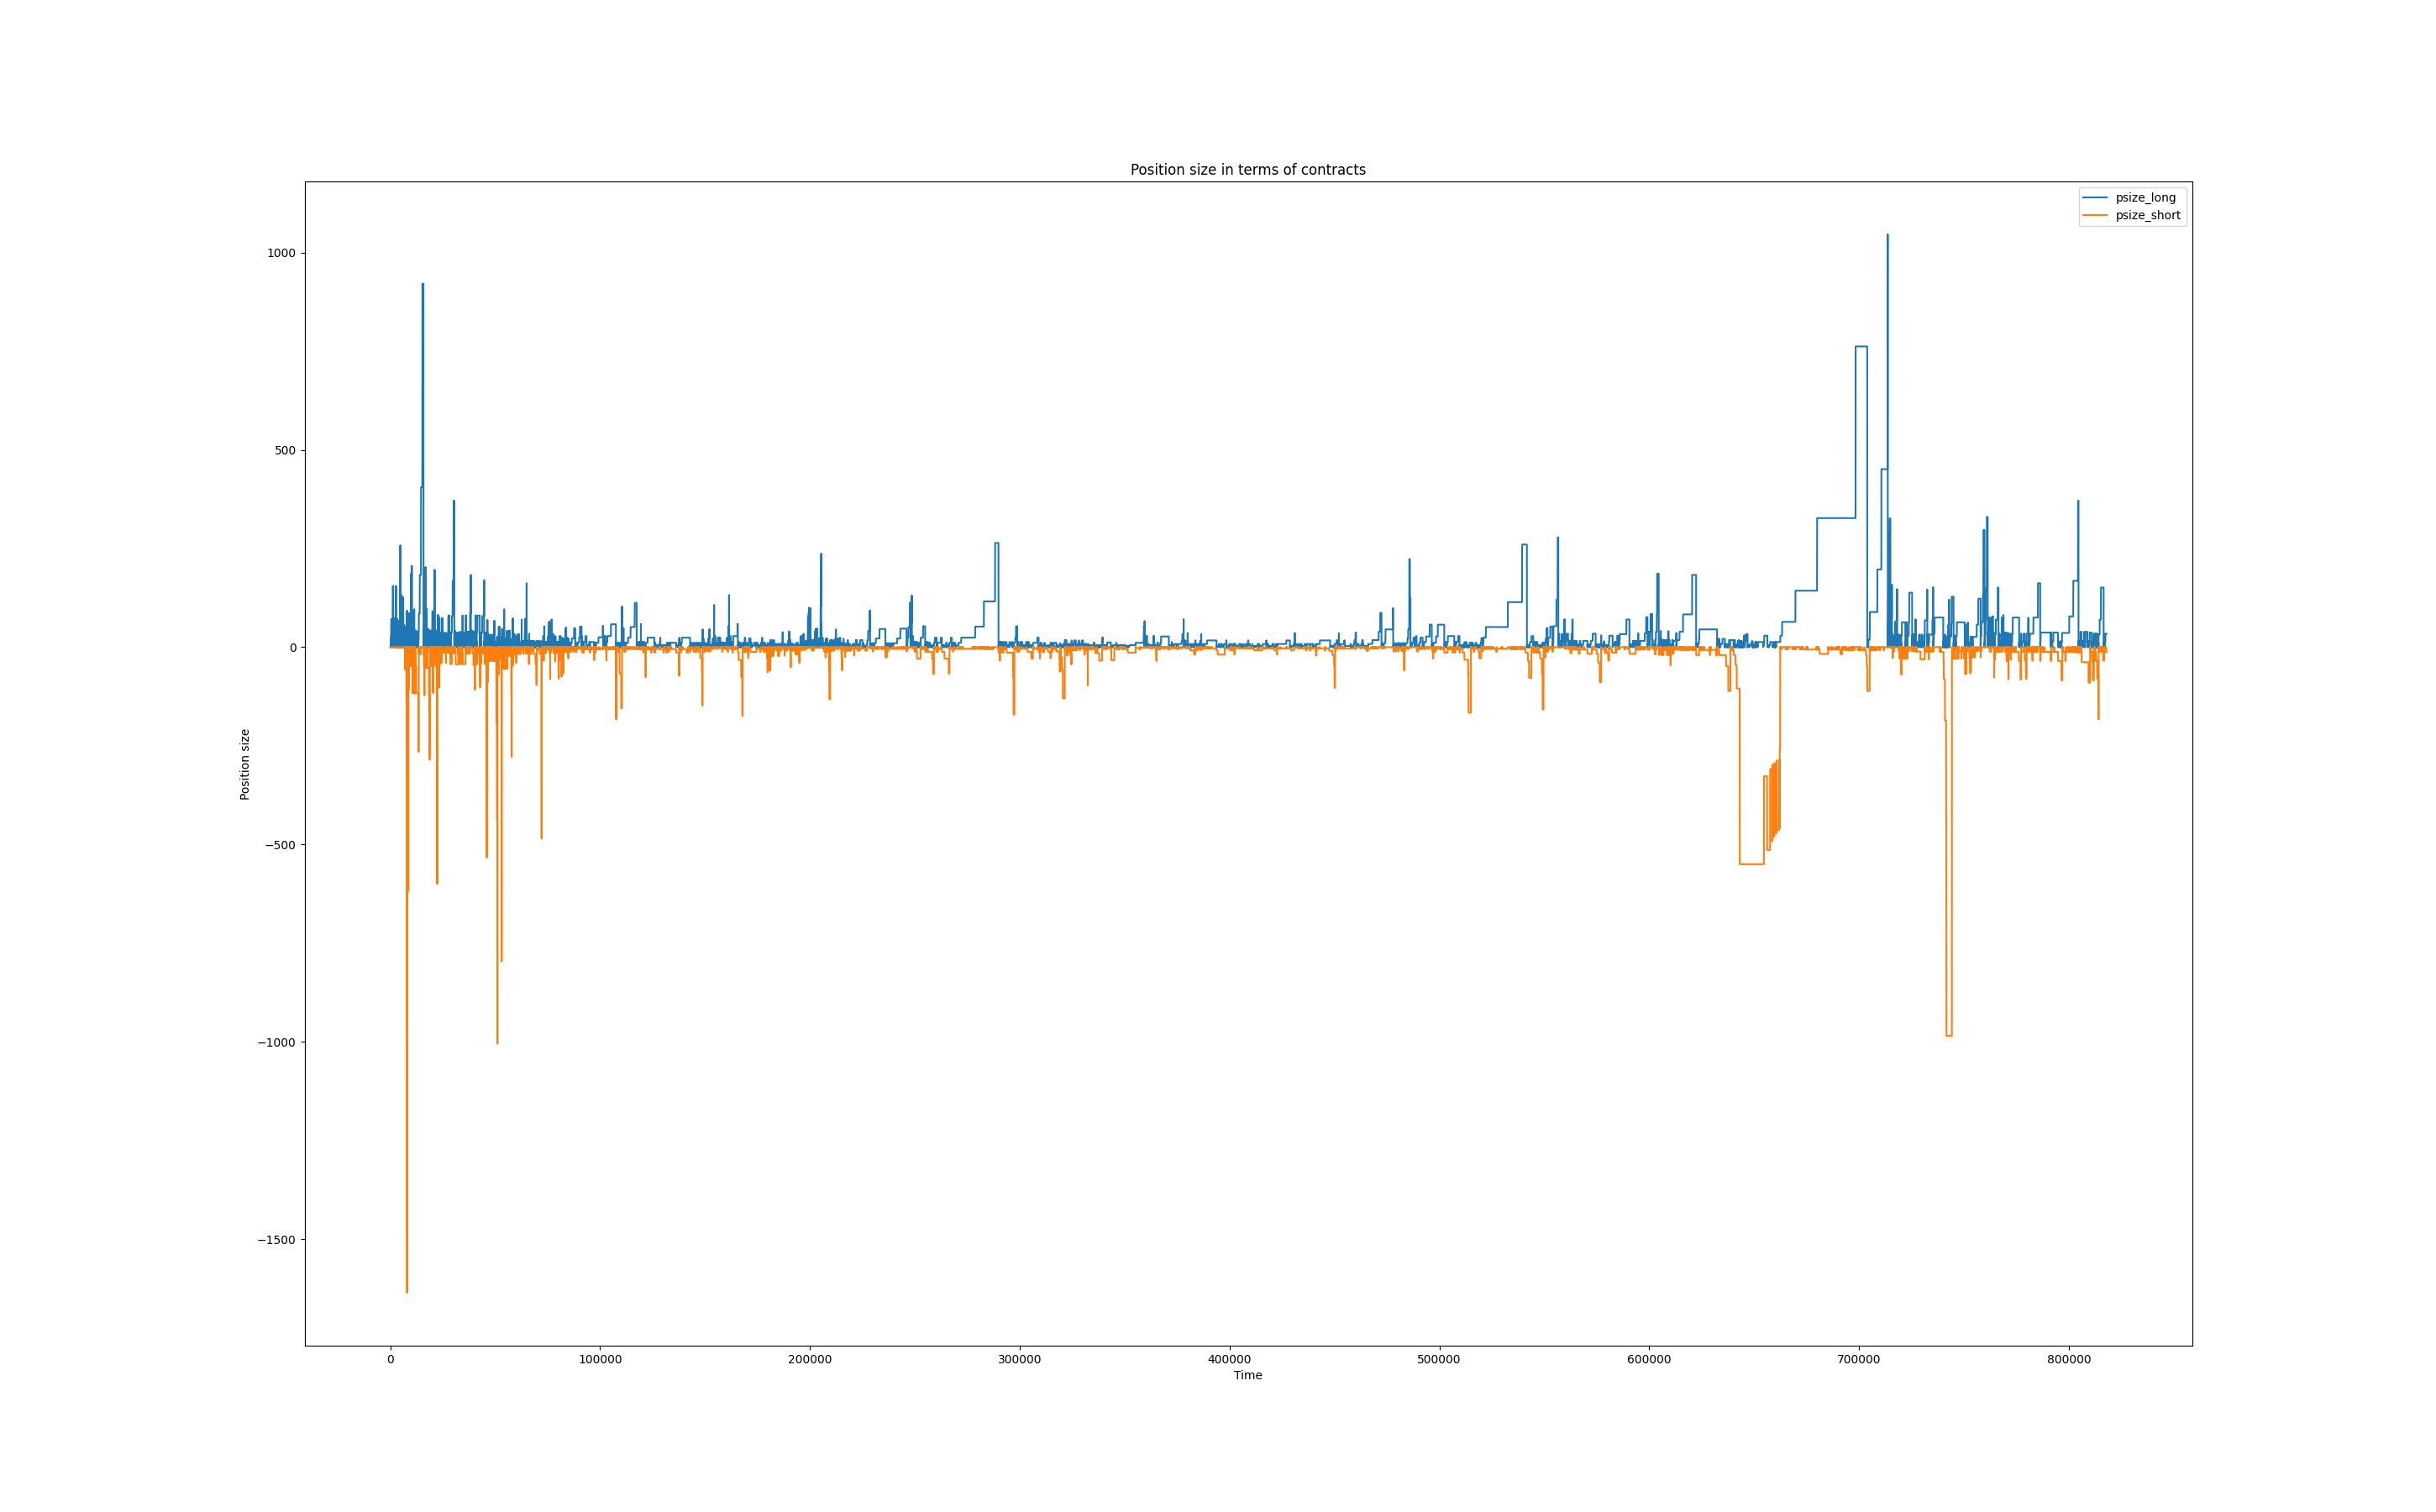 Position size in terms of contracts
psize_long
psize_short
1000
500
0
−500
−1000
−1500
Position size
0 100000 200000 300000 400000 500000 600000 700000 800000
Time